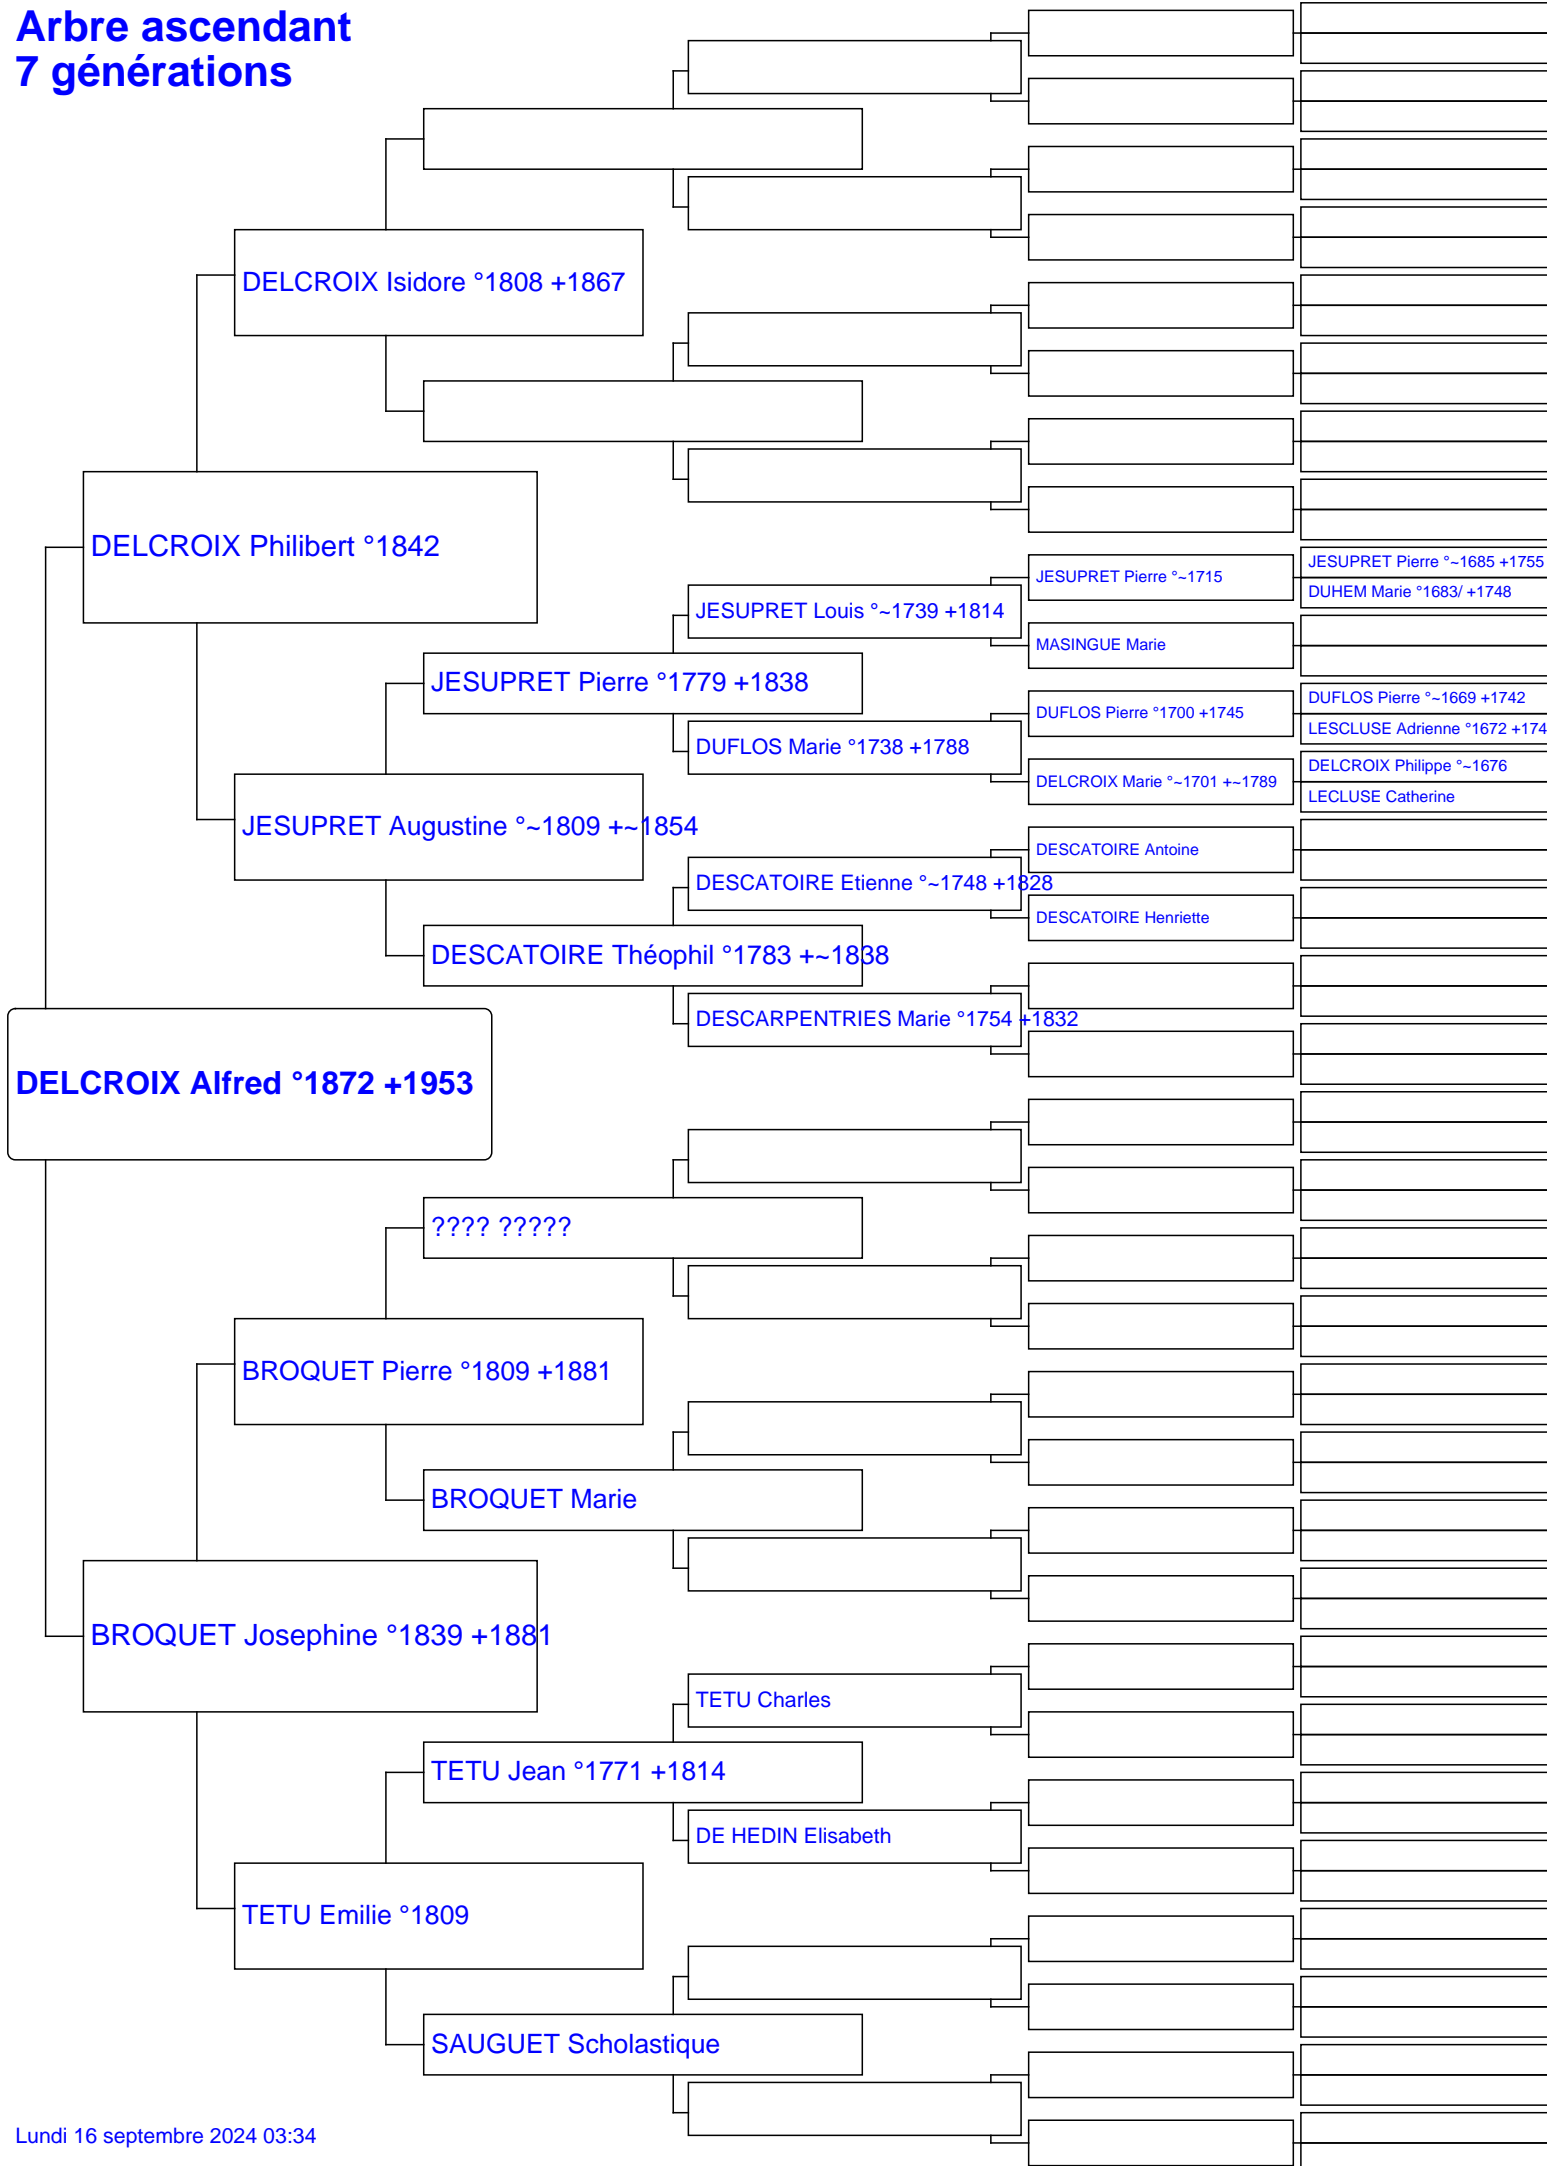 Arbre ascendant
7 générations
DELCROIX Isidore °1808 +1867
DELCROIX Philibert °1842
JESUPRET Pierre °~1685 +1755
JESUPRET Pierre °~1715
DUHEM Marie °1683/ +1748
JESUPRET Louis °~1739 +1814
MASINGUE Marie
JESUPRET Pierre °1779 +1838
DUFLOS Pierre °~1669 +1742
DUFLOS Pierre °1700 +1745
LESCLUSE Adrienne °1672 +174
DUFLOS Marie °1738 +1788
DELCROIX Philippe °~1676
DELCROIX Marie °~1701 +~1789
LECLUSE Catherine
JESUPRET Augustine °~1809 +~1854
DESCATOIRE Antoine
DESCATOIRE Etienne °~1748 +1828
DESCATOIRE Henriette
DESCATOIRE Théophil °1783 +~1838
DESCARPENTRIES Marie °1754 +1832
DELCROIX Alfred °1872 +1953
???? ?????
BROQUET Pierre °1809 +1881
BROQUET Marie
BROQUET Josephine °1839 +1881
TETU Charles
TETU Jean °1771 +1814
DE HEDIN Elisabeth
TETU Emilie °1809
SAUGUET Scholastique
Lundi 16 septembre 2024 03:34